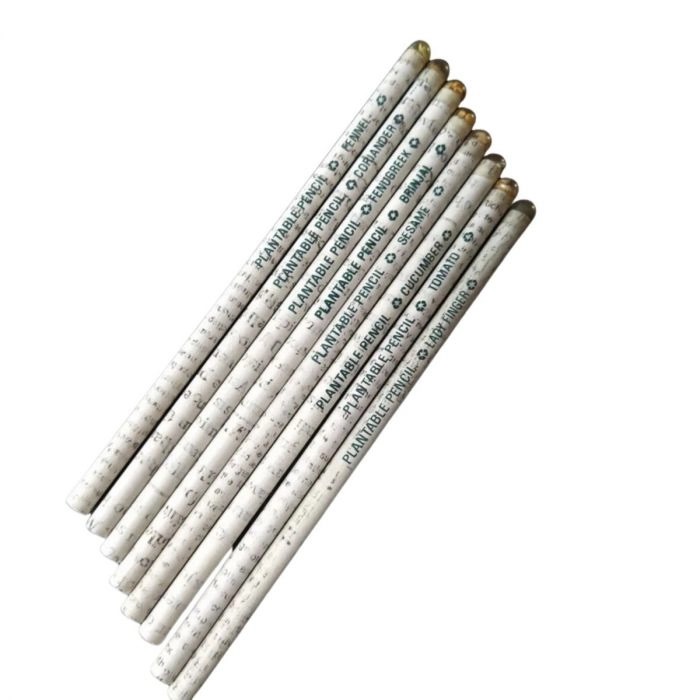 PLANTABLE PENCIL ♻ FENNEL ♻
PLANTABLE PENCIL ♻ CORIANDER ♻
PLANTABLE PENCIL ♻ FENUGREEK ♻
PLANTABLE PENCIL ♻ BRINJAL ♻
PLANTABLE PENCIL ♻ SESAME ♻
PLANTABLE PENCIL ♻ CUCUMBER ♻
PLANTABLE PENCIL ♻ TOMATO ♻
PLANTABLE PENCIL ♻ LADY FINGER ♻